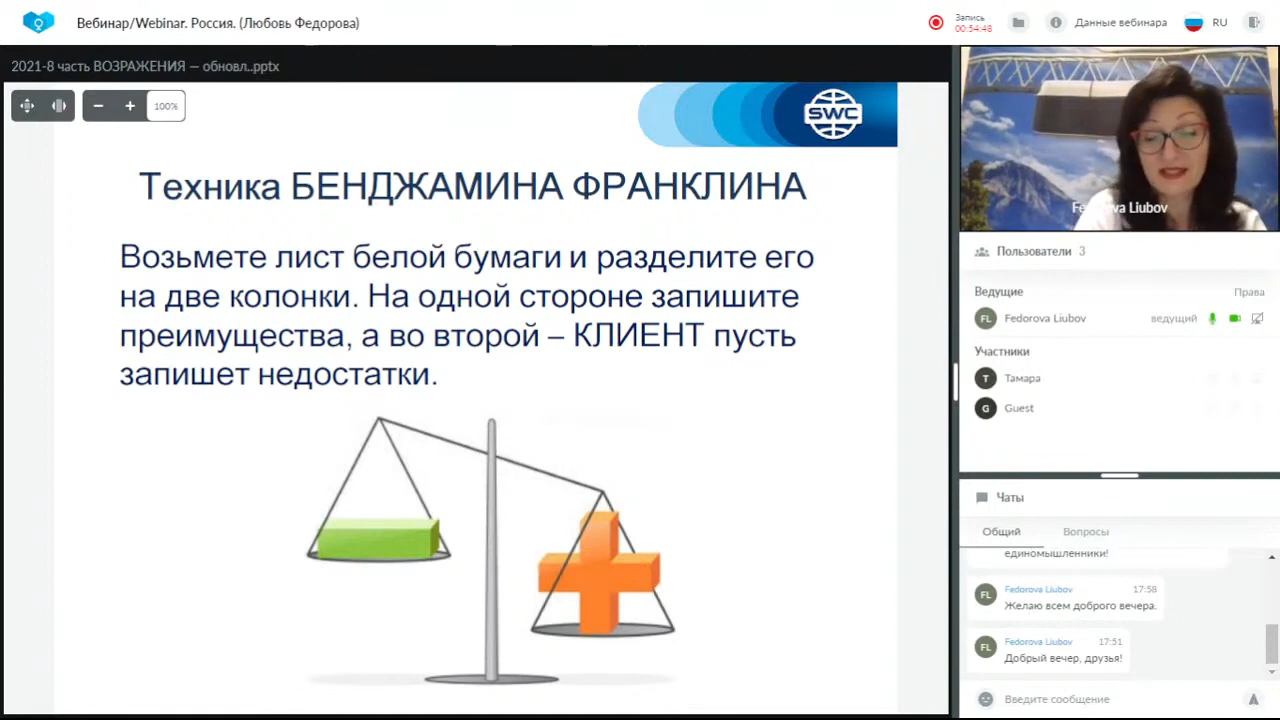 Вебинар/Webinar. Россия. (Любовь Федорова)
Запись
00:54:48
Данные вебинара
RU
2021-8 часть ВОЗРАЖЕНИЯ — обновл..pptx
100%
SWC
Техника БЕНДЖАМИНА ФРАНКЛИНА
Возьмете лист белой бумаги и разделите его
на две колонки. На одной стороне запишите
преимущества, а во второй – КЛИЕНТ пусть
запишет недостатки.
Fedorova Liubov
Пользователи 3
Ведущие Права
FL Fedorova Liubov ведущий
Участники
T Тамара
G Guest
Чаты
Общий Вопросы
единомышленники!
FL Fedorova Liubov 17:58
Желаю всем доброго вечера.
FL Fedorova Liubov 17:51
Добрый вечер, друзья!
Введите сообщение